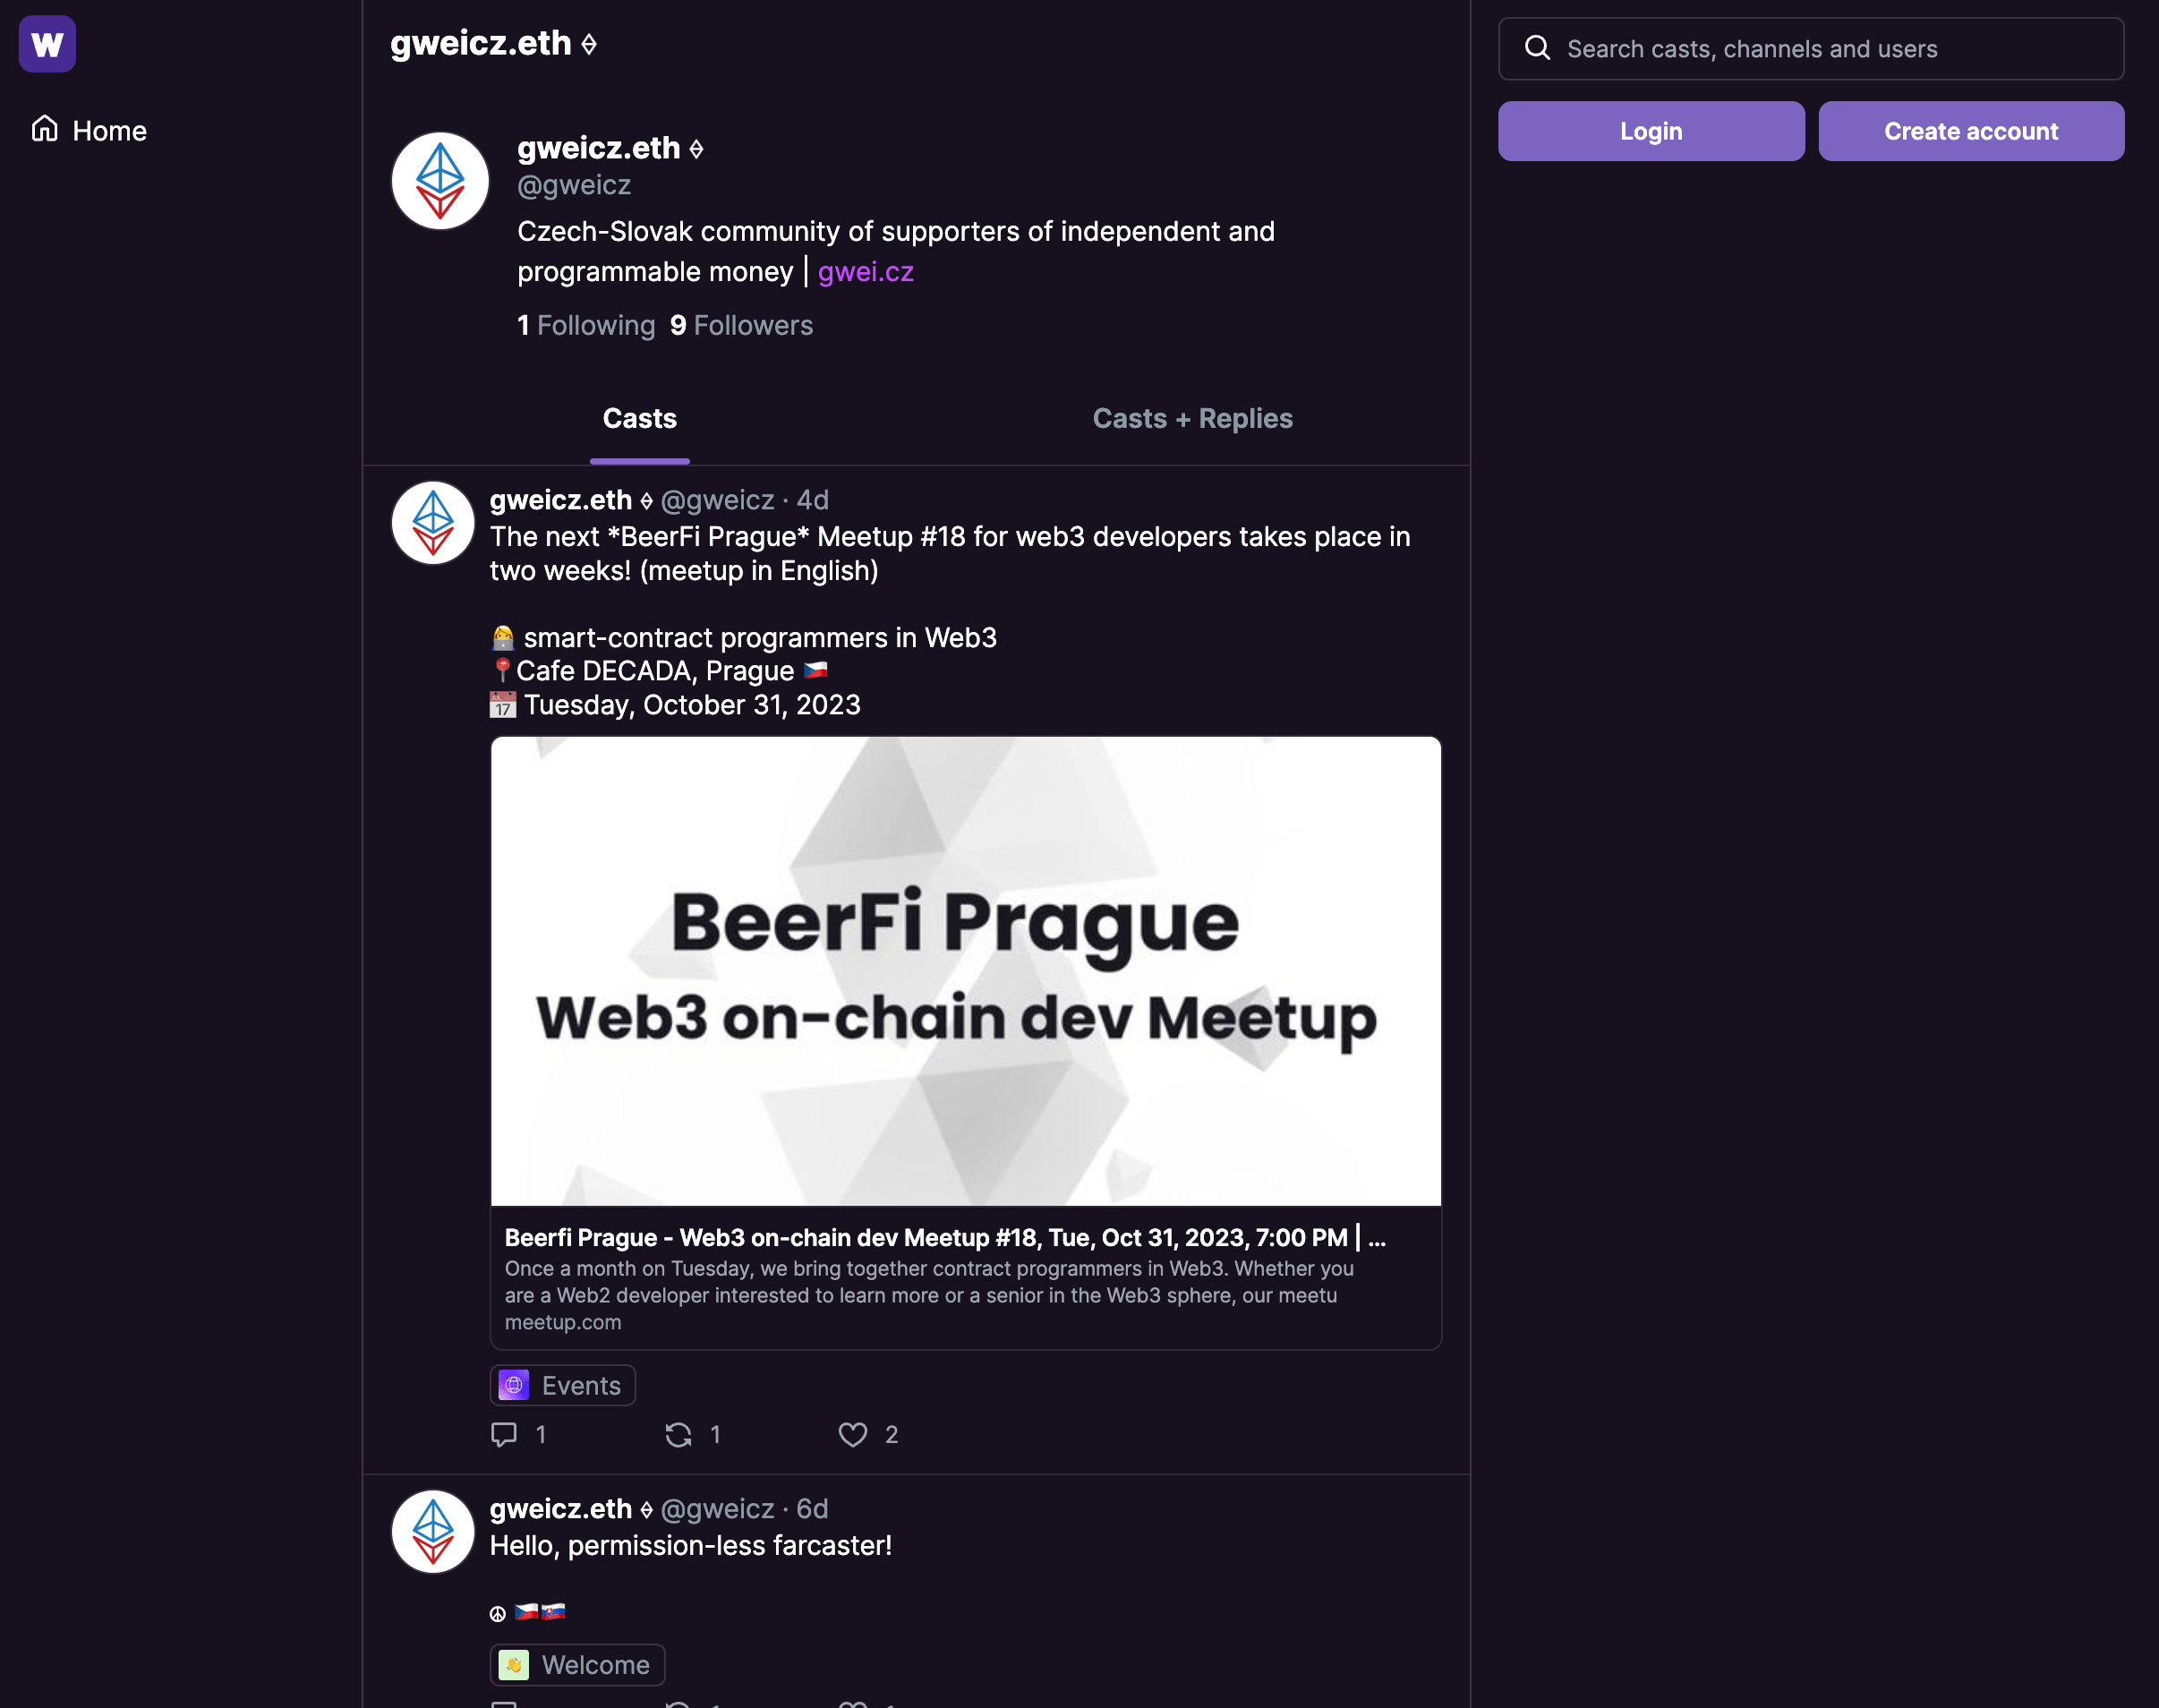 W
Home
gweicz.eth
gweicz.eth
@gweicz
Czech-Slovak community of supporters of independent and
programmable money | gwei.cz
1 Following 9 Followers
Casts
Casts + Replies
gweicz.eth @gweicz · 4d
The next *BeerFi Prague* Meetup #18 for web3 developers takes place in
two weeks! (meetup in English)
👩‍💻 smart-contract programmers in Web3
📍Cafe DECADA, Prague 🇨🇿
📅 Tuesday, October 31, 2023
BeerFi Prague
Web3 on-chain dev Meetup
Beerfi Prague - Web3 on-chain dev Meetup #18, Tue, Oct 31, 2023, 7:00 PM | ...
Once a month on Tuesday, we bring together contract programmers in Web3. Whether you
are a Web2 developer interested to learn more or a senior in the Web3 sphere, our meetu
meetup.com
Events
1 1 2
gweicz.eth @gweicz · 6d
Hello, permission-less farcaster!
☮ 🇨🇿🇸🇰
Welcome
Search casts, channels and users
Login
Create account